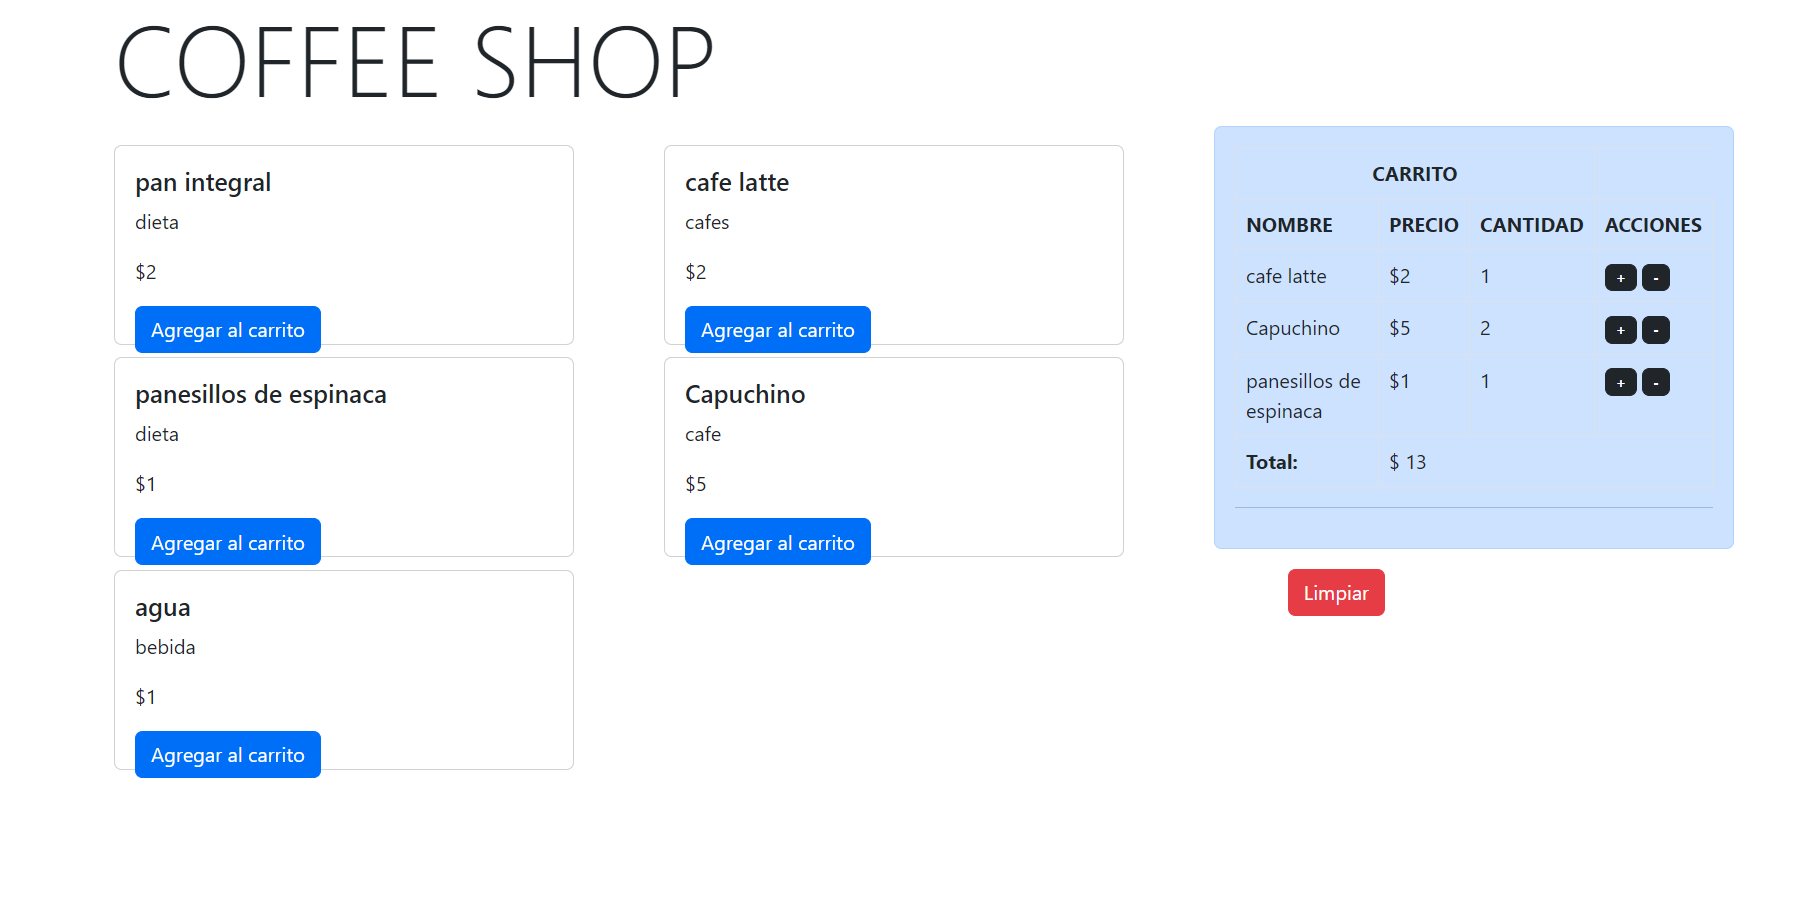 COFFEE SHOP
pan integral
dieta
$2
Agregar al carrito
cafe latte
cafes
$2
Agregar al carrito
panesillos de espinaca
dieta
$1
Agregar al carrito
Capuchino
cafe
$5
Agregar al carrito
agua
bebida
$1
Agregar al carrito
CARRITO
NOMBRE PRECIO CANTIDAD ACCIONES
cafe latte $2 1 + -
Capuchino $5 2 + -
panesillos de $1 1 + -
espinaca
Total: $ 13
Limpiar